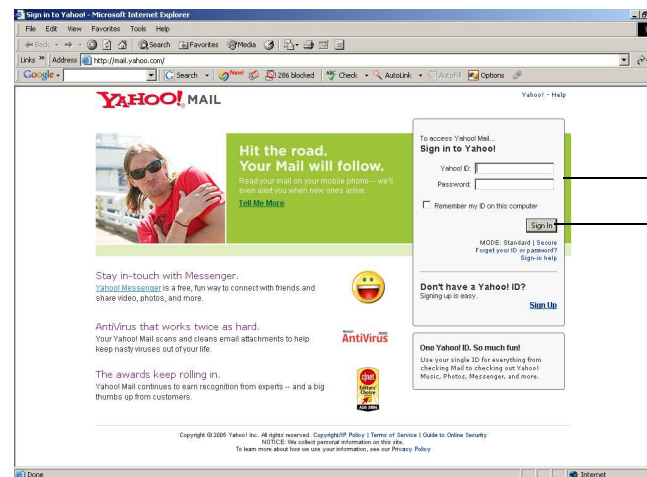 Sign in to Yahoo! - Microsoft Internet Explorer
File Edit View Favorites Tools Help
Back Search Favorites Media
Links » Address http://mail.yahoo.com/
Google - Search New! 286 blocked ABC Check AutoLink AutoFill Options
YAHOO! MAIL
Yahoo! - Help
Hit the road.
Your Mail will follow.
Read your mail on your mobile phone -- we'll
even alert you when new ones arrive.
Tell Me More
To access Yahoo! Mail...
Sign in to Yahoo!
Yahoo! ID:
Password:
Remember my ID on this computer
Sign In
MODE: Standard | Secure
Forget your ID or password?
Sign-in help
Don't have a Yahoo! ID?
Signing up is easy.
Sign Up
Stay in-touch with Messenger.
Yahoo! Messenger is a free, fun way to connect with friends and
share video, photos, and more.
AntiVirus that works twice as hard.
Your Yahoo! Mail scans and cleans email attachments to help
keep nasty viruses out of your life.
AntiVirus
The awards keep rolling in.
Yahoo! Mail continues to earn recognition from experts -- and a big
thumbs up from customers.
c|net
Editors'
Choice
AUG 2004
One Yahoo! ID. So much fun!
Use your single ID for everything from
checking Mail to checking out Yahoo!
Music, Photos, Messenger, and more.
Copyright © 2005 Yahoo! Inc. All rights reserved. Copyright/IP Policy | Terms of Service | Guide to Online Security
NOTICE: We collect personal information on this site.
To learn more about how we use your information, see our Privacy Policy
Done
Internet